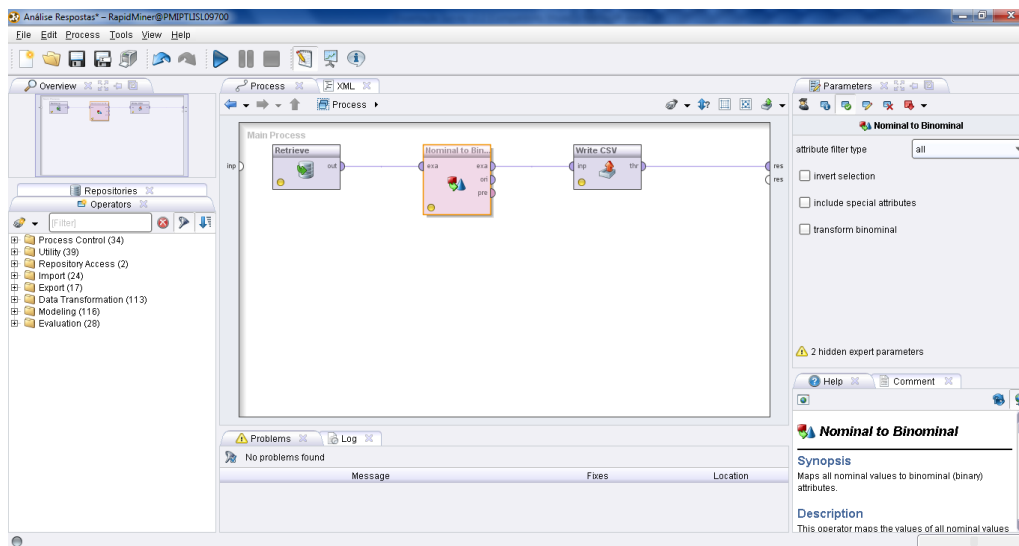 Análise Respostas* – RapidMiner@PMIPTLISL09700
File Edit Process Tools View Help
Overview
Process
XML
Parameters
Process
Main Process
Retrieve
Nominal to Bin...
Write CSV
inp
out
exa
exa
ori
pre
inp
thr
res
res
Nominal to Binominal
attribute filter type
all
invert selection
include special attributes
transform binominal
2 hidden expert parameters
Repositories
Operators
[Filter]
Process Control (34)
Utility (39)
Repository Access (2)
Import (24)
Export (17)
Data Transformation (113)
Modeling (116)
Evaluation (28)
Problems
Log
No problems found
Message
Fixes
Location
Help
Comment
Nominal to Binominal
Synopsis
Maps all nominal values to binominal (binary)
attributes.
Description
This operator maps the values of all nominal values